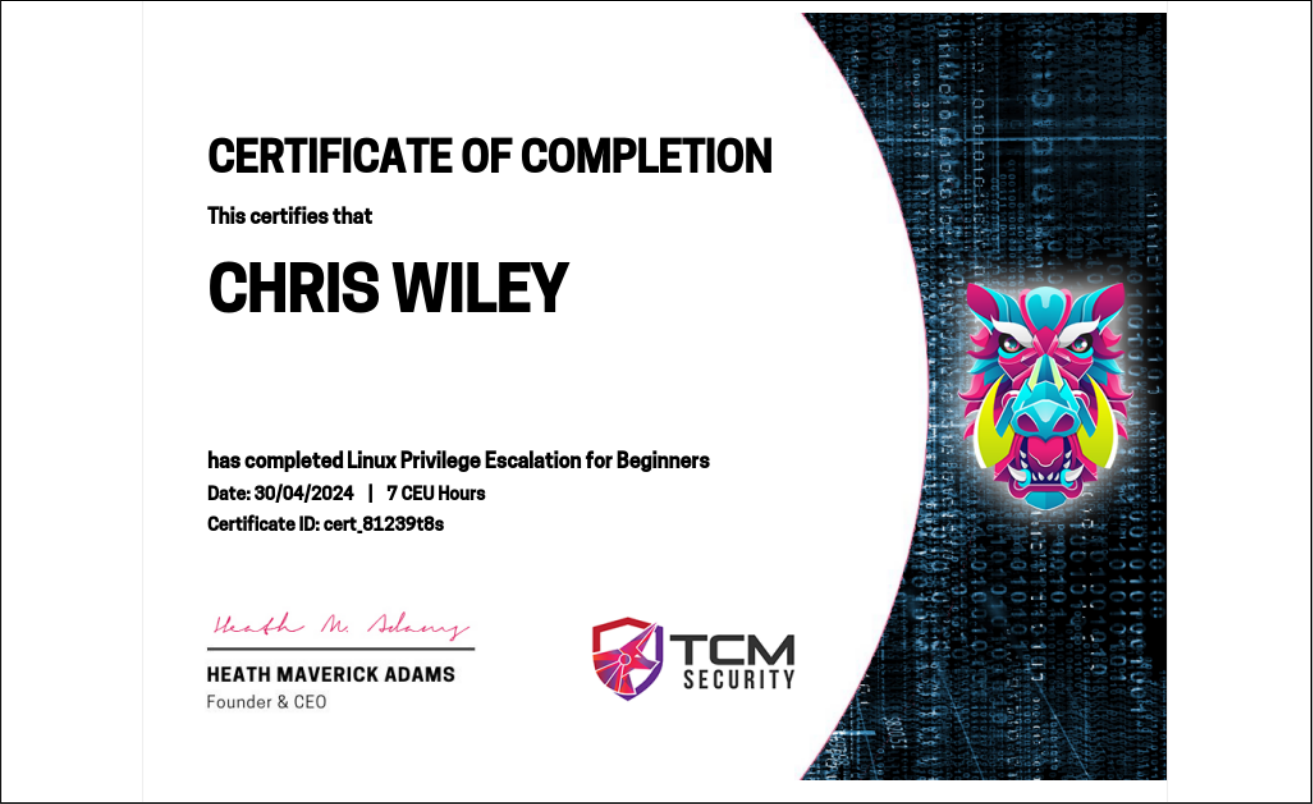 CERTIFICATE OF COMPLETION
This certifies that
CHRIS WILEY
has completed Linux Privilege Escalation for Beginners
Date: 30/04/2024 | 7 CEU Hours
Certificate ID: cert_81239t8s
Heath M. Adams
HEATH MAVERICK ADAMS
Founder & CEO
TCM
SECURITY